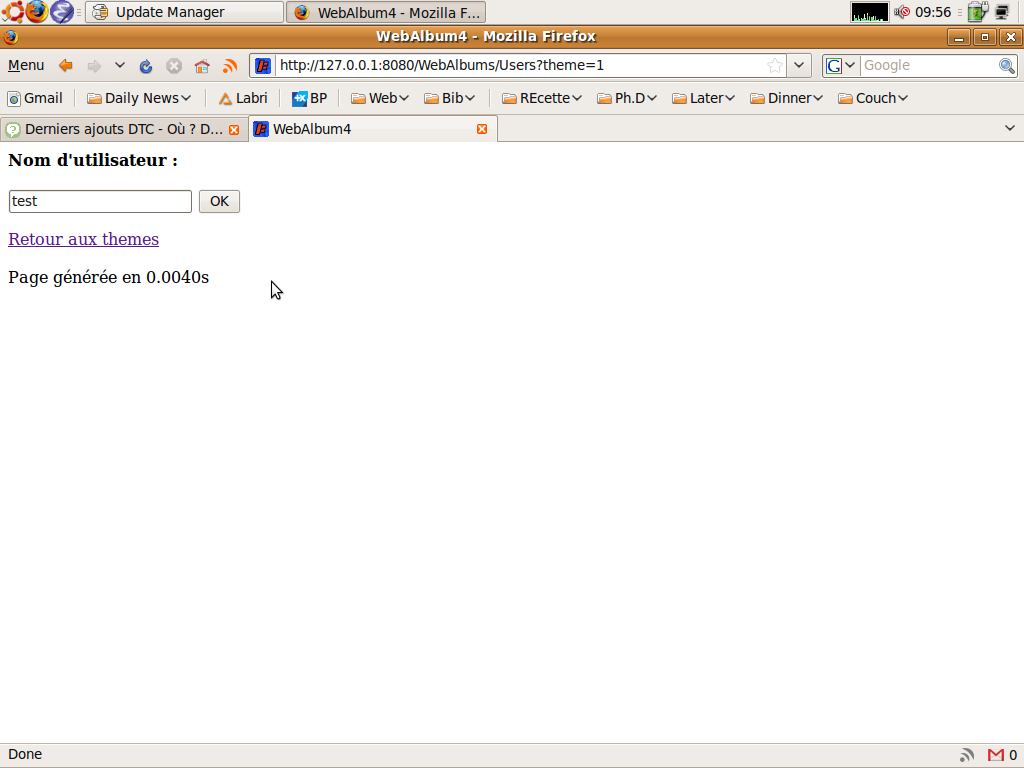 Update Manager
WebAlbum4 - Mozilla F...
09:56
WebAlbum4 - Mozilla Firefox
Menu
http://127.0.0.1:8080/WebAlbums/Users?theme=1
G
Google
Gmail
Daily News
Labri
BP
Web
Bib
REcette
Ph.D
Later
Dinner
Couch
Derniers ajouts DTC - Où ? D...
WebAlbum4
Nom d'utilisateur :
test
OK
Retour aux themes
Page générée en 0.0040s
Done
0